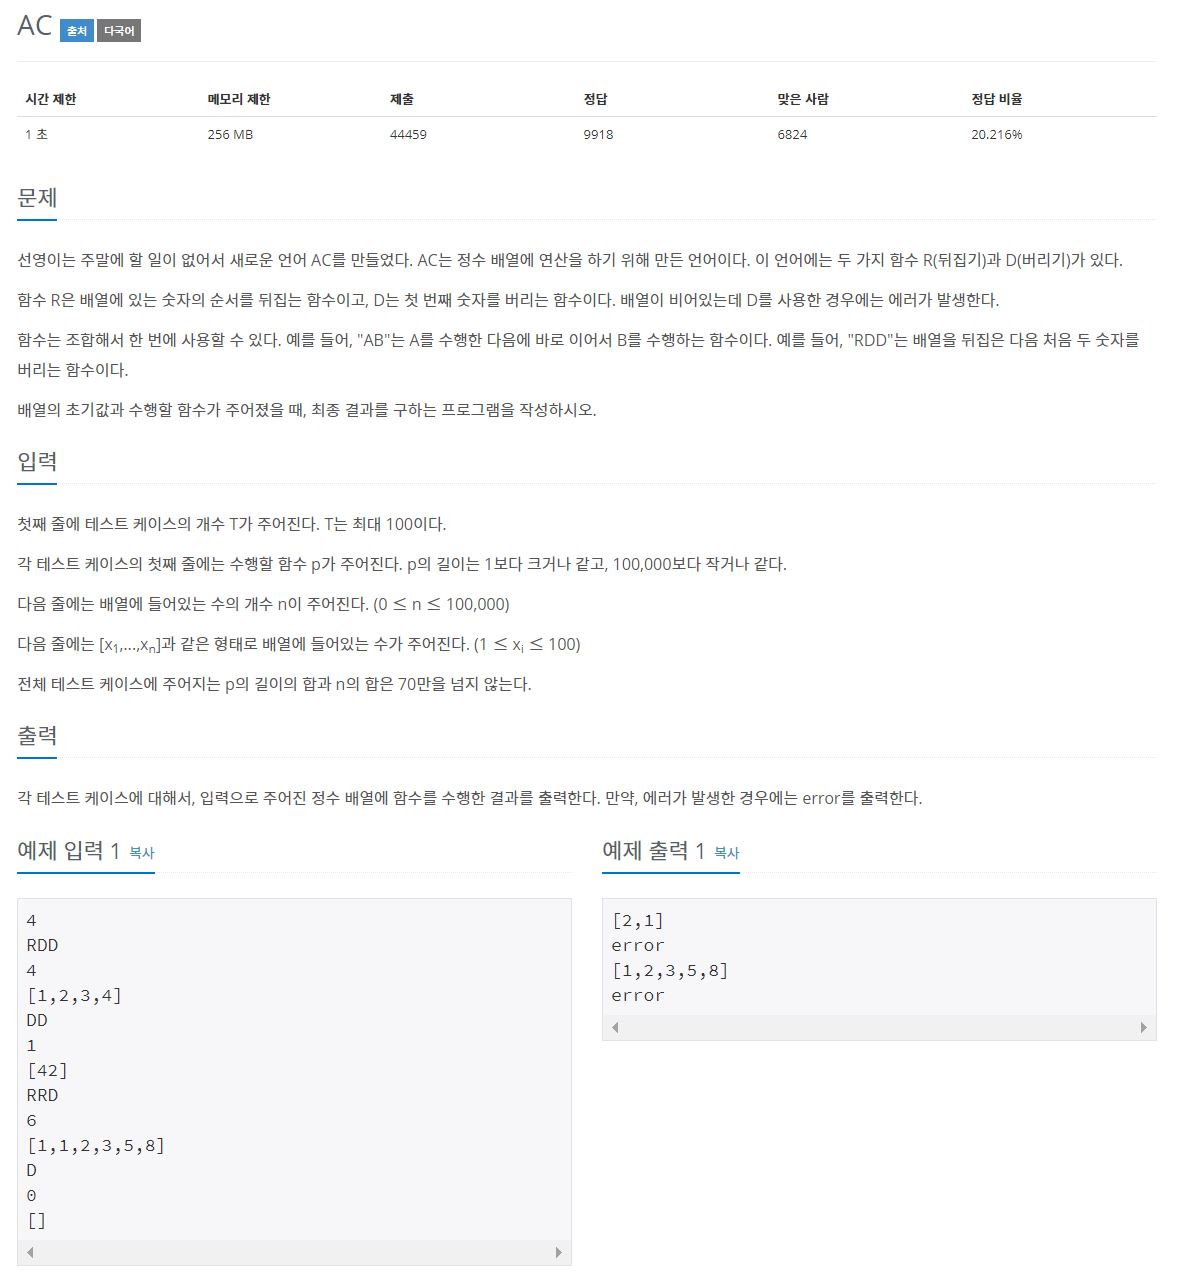 AC 출처 다국어
시간 제한 메모리 제한 제출 정답 맞은 사람 정답 비율
1 초 256 MB 44459 9918 6824 20.216%
문제
선영이는 주말에 할 일이 없어서 새로운 언어 AC를 만들었다. AC는 정수 배열에 연산을 하기 위해 만든 언어이다. 이 언어에는 두 가지 함수 R(뒤집기)과 D(버리기)가 있다.
함수 R은 배열에 있는 숫자의 순서를 뒤집는 함수이고, D는 첫 번째 숫자를 버리는 함수이다. 배열이 비어있는데 D를 사용한 경우에는 에러가 발생한다.
함수는 조합해서 한 번에 사용할 수 있다. 예를 들어, "AB"는 A를 수행한 다음에 바로 이어서 B를 수행하는 함수이다. 예를 들어, "RDD"는 배열을 뒤집은 다음 처음 두 숫자를
버리는 함수이다.
배열의 초기값과 수행할 함수가 주어졌을 때, 최종 결과를 구하는 프로그램을 작성하시오.
입력
첫째 줄에 테스트 케이스의 개수 T가 주어진다. T는 최대 100이다.
각 테스트 케이스의 첫째 줄에는 수행할 함수 p가 주어진다. p의 길이는 1보다 크거나 같고, 100,000보다 작거나 같다.
다음 줄에는 배열에 들어있는 수의 개수 n이 주어진다. (0 ≤ n ≤ 100,000)
다음 줄에는 [x1,...,xn]과 같은 형태로 배열에 들어있는 수가 주어진다. (1 ≤ xi ≤ 100)
전체 테스트 케이스에 주어지는 p의 길이의 합과 n의 합은 70만을 넘지 않는다.
출력
각 테스트 케이스에 대해서, 입력으로 주어진 정수 배열에 함수를 수행한 결과를 출력한다. 만약, 에러가 발생한 경우에는 error를 출력한다.
예제 입력 1 복사
4
RDD
4
[1,2,3,4]
DD
1
[42]
RRD
6
[1,1,2,3,5,8]
D
0
[]
예제 출력 1 복사
[2,1]
error
[1,2,3,5,8]
error